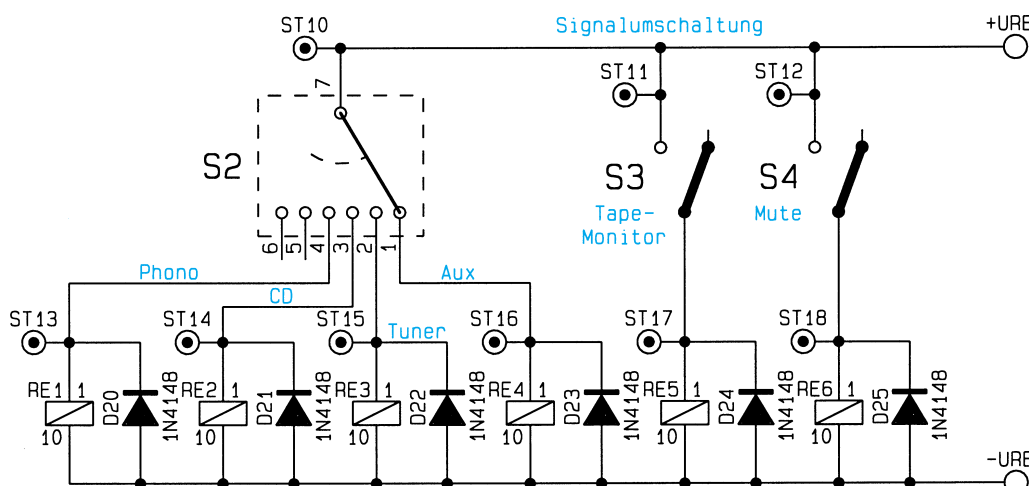 Signalumschaltung
ST10
+URE
ST11
ST12
7
S2
S3
S4
Tape-
Monitor
Mute
6
5
4
3
2
1
Phono
CD
Aux
Tuner
ST13
ST14
ST15
ST16
ST17
ST18
RE1 1
10
D20
1N4148
RE2 1
10
D21
1N4148
RE3 1
10
D22
1N4148
RE4 1
10
D23
1N4148
RE5 1
10
D24
1N4148
RE6 1
10
D25
1N4148
-URE